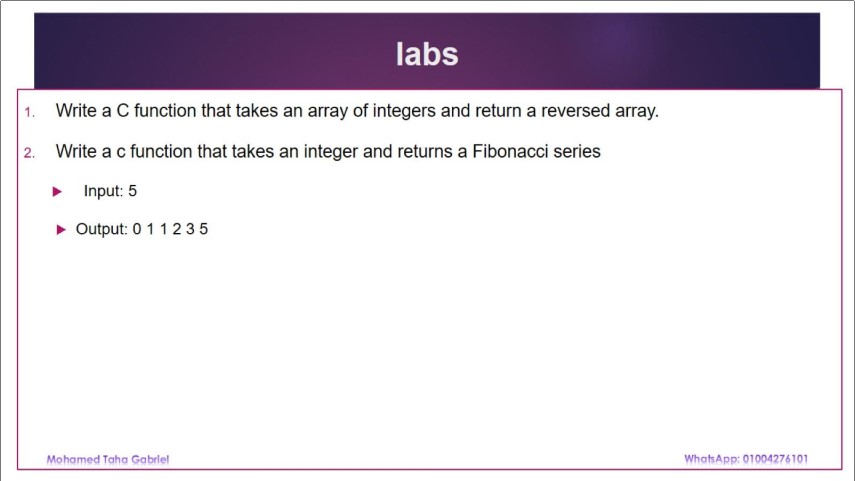 labs
1. Write a C function that takes an array of integers and return a reversed array.
2. Write a c function that takes an integer and returns a Fibonacci series
Input: 5
Output: 0 1 1 2 3 5
Mohamed Taha Gabriel
WhatsApp: 01004276101